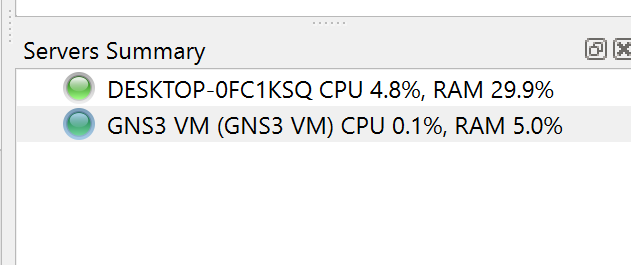 Servers Summary
DESKTOP-0FC1KSQ CPU 4.8%, RAM 29.9%
GNS3 VM (GNS3 VM) CPU 0.1%, RAM 5.0%